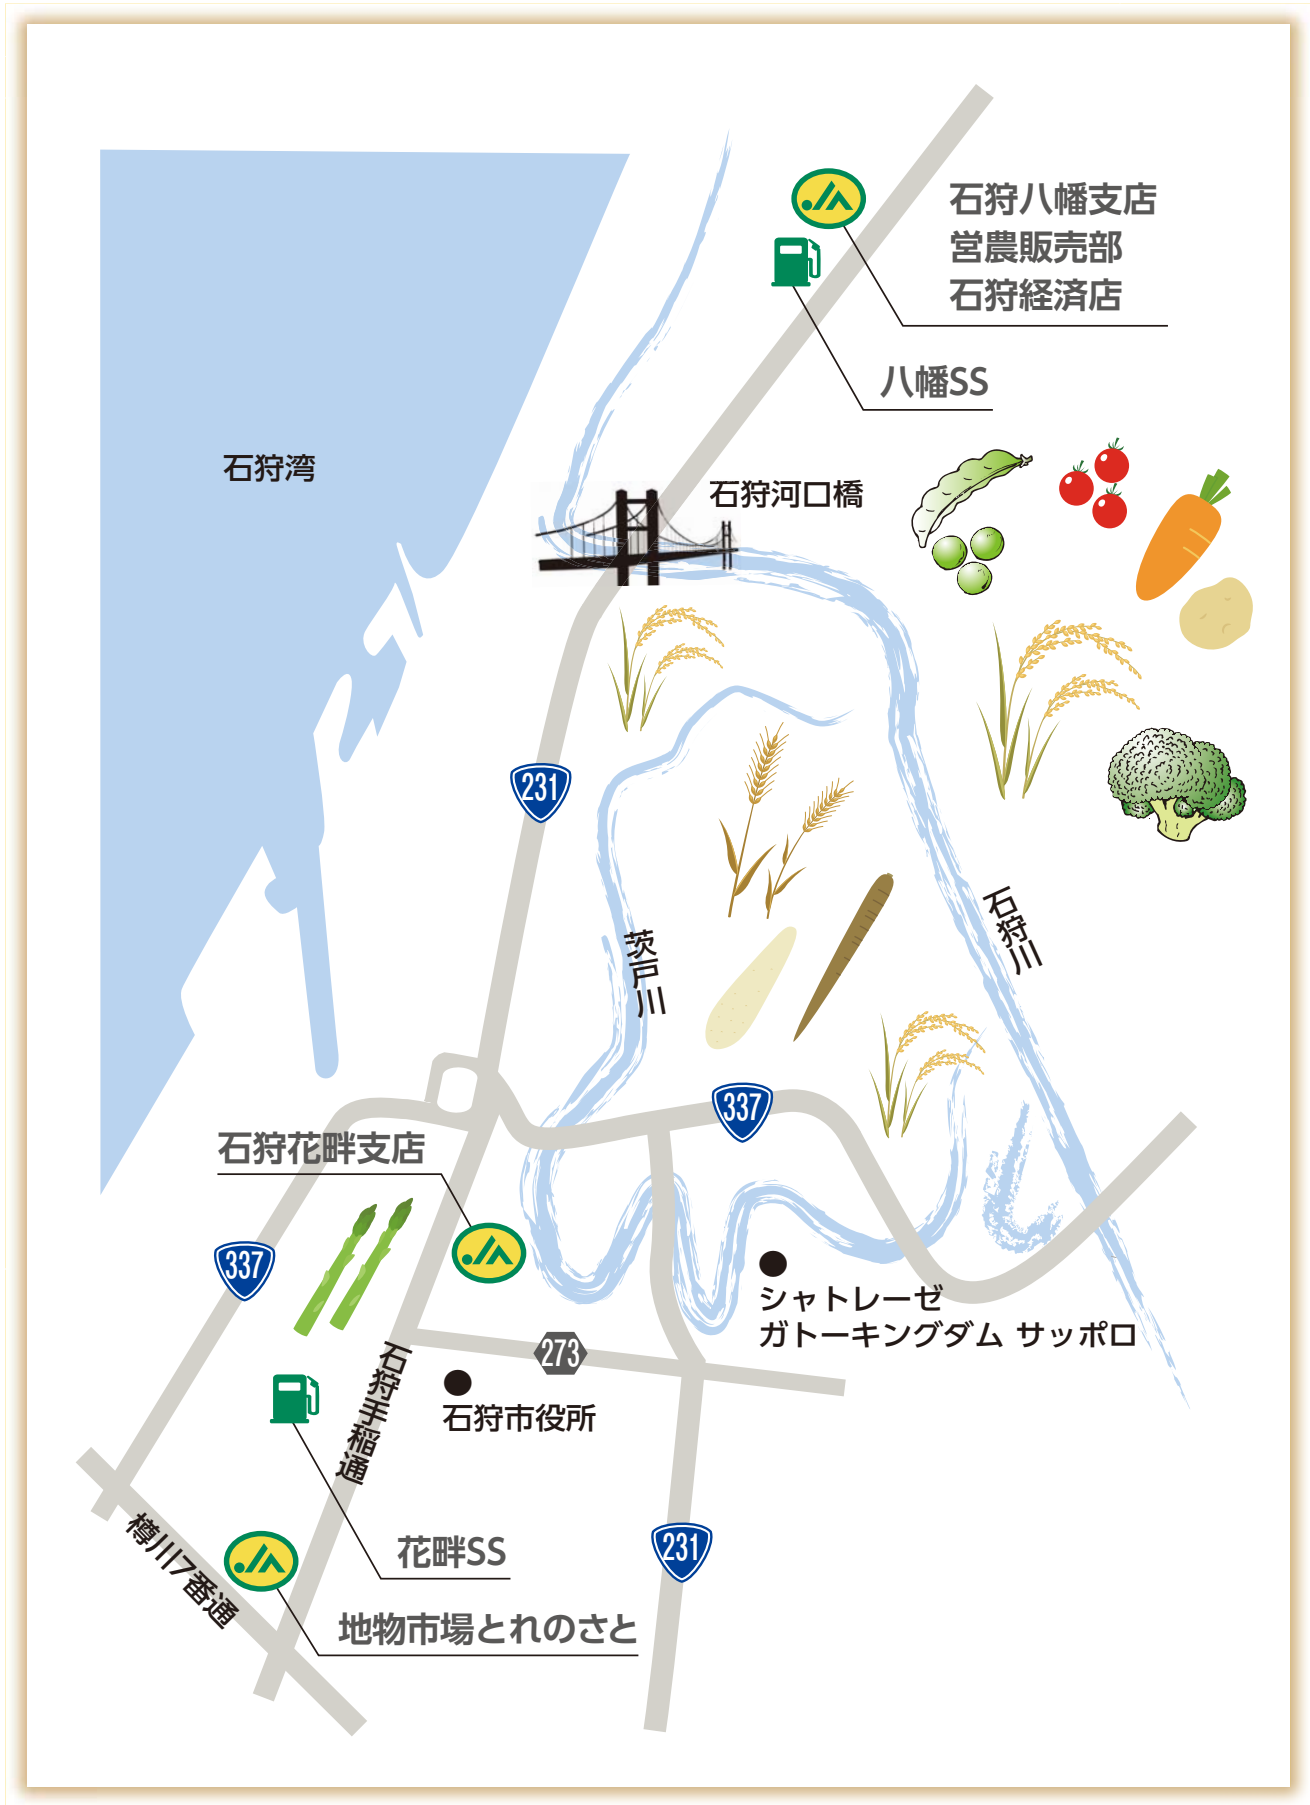 石狩八幡支店
営農販売部
石狩経済店
八幡SS
石狩湾
石狩河口橋
231
石狩川
茨戸川
337
石狩花畔支店
337
シャトレーゼ
ガトーキングダム サッポロ
273
石狩手稲通
石狩市役所
樽川7番通
花畔SS
231
地物市場とれのさと
JA
JA
JA